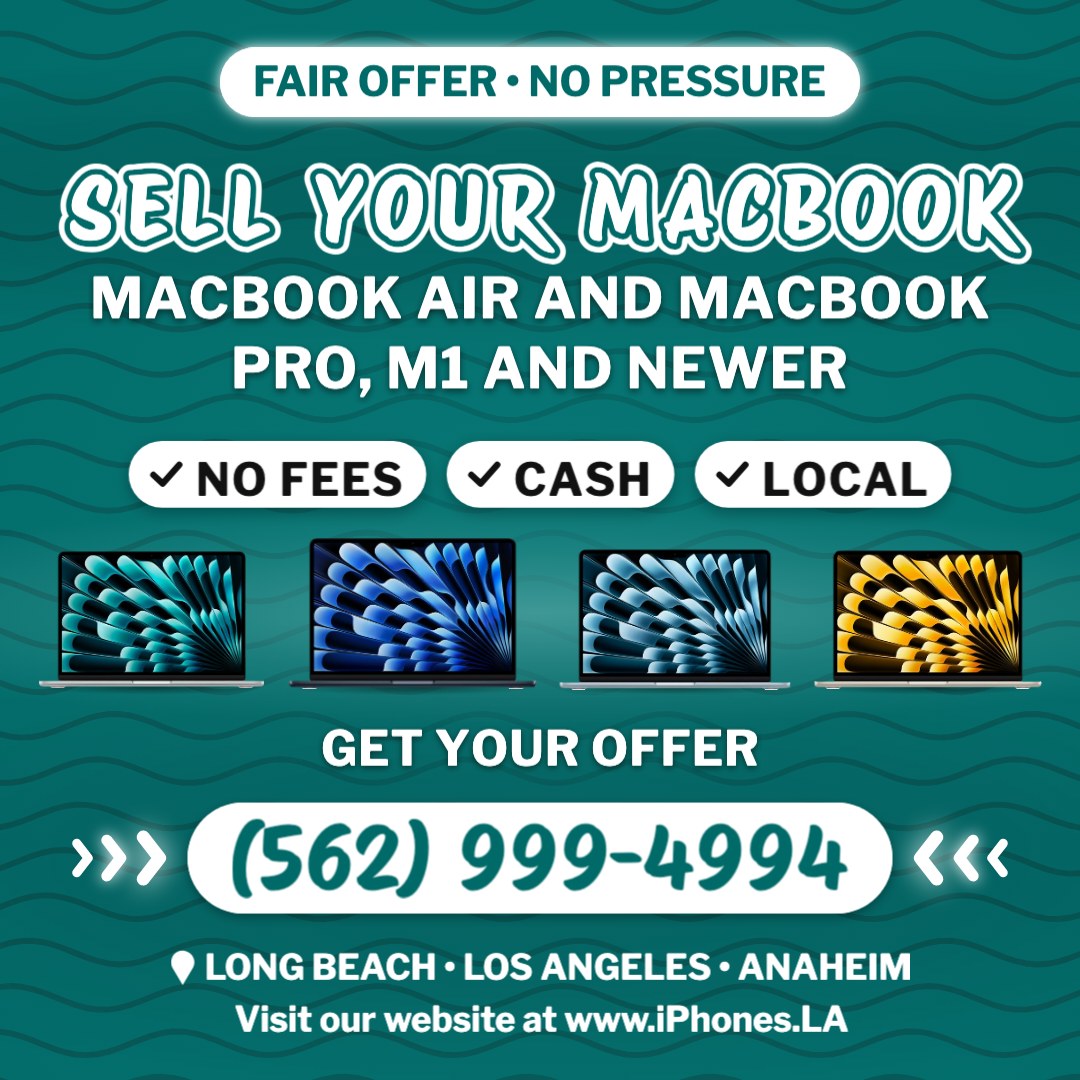 FAIR OFFER • NO PRESSURE
SELL YOUR MACBOOK
MACBOOK AIR AND MACBOOK
PRO, M1 AND NEWER
✓ NO FEES ✓ CASH ✓ LOCAL
GET YOUR OFFER
(562) 999-4994
LONG BEACH • LOS ANGELES • ANAHEIM
Visit our website at www.iPhones.LA